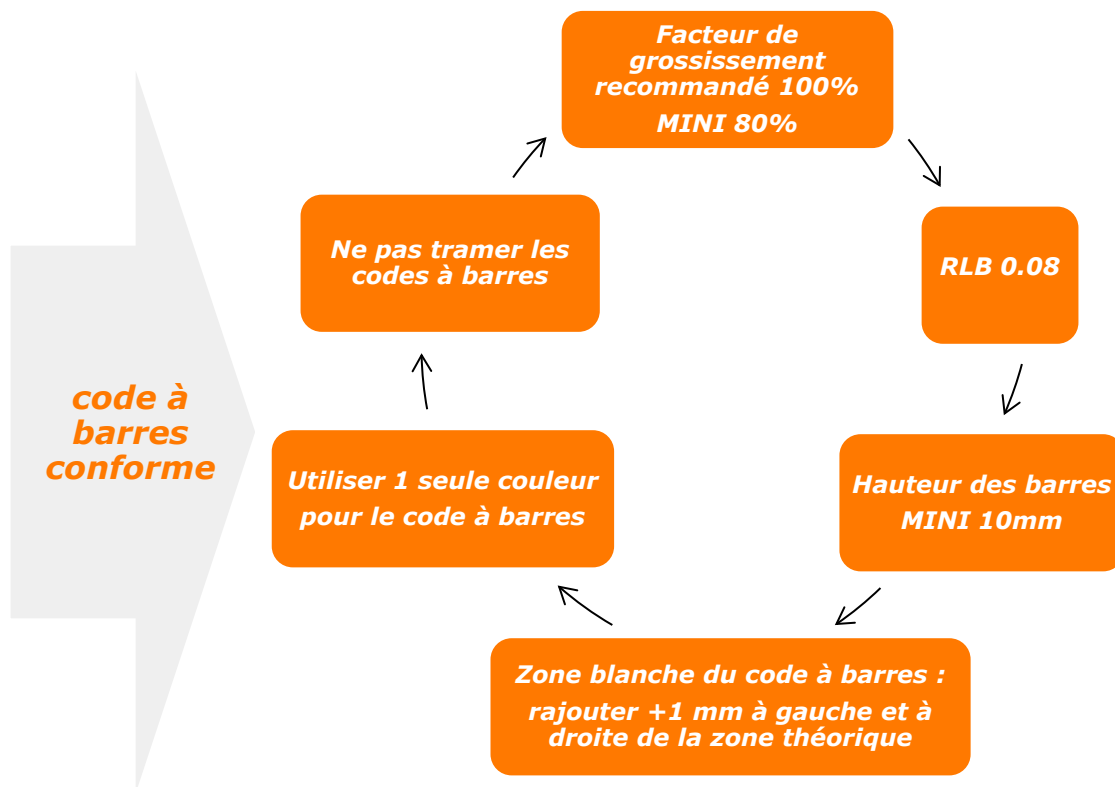 Facteur de
grossissement
recommandé 100%
MINI 80%
RLB 0.08
Hauteur des barres
MINI 10mm
Zone blanche du code à barres :
rajouter +1 mm à gauche et à
droite de la zone théorique
Utiliser 1 seule couleur
pour le code à barres
Ne pas tramer les
codes à barres
code à
barres
conforme